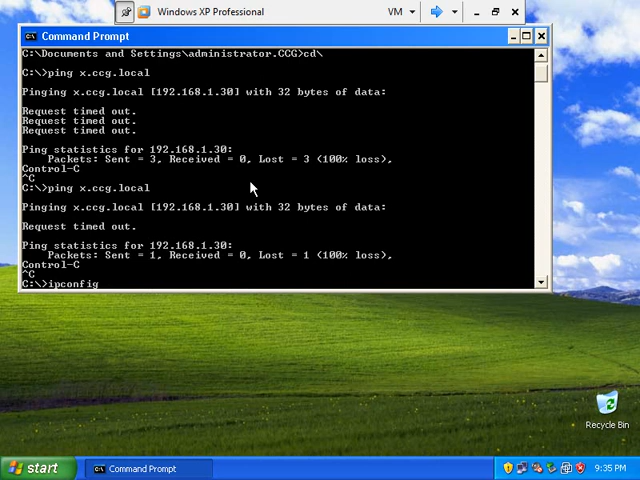 Windows XP Professional
VM
Command Prompt
C:\Documents and Settings\administrator.CCG>cd\
C:\>ping x.ccg.local
Pinging x.ccg.local [192.168.1.30] with 32 bytes of data:
Request timed out.
Request timed out.
Request timed out.
Ping statistics for 192.168.1.30:
Packets: Sent = 3, Received = 0, Lost = 3 (100% loss),
Control-C
^C
C:\>ping x.ccg.local
Pinging x.ccg.local [192.168.1.30] with 32 bytes of data:
Request timed out.
Ping statistics for 192.168.1.30:
Packets: Sent = 1, Received = 0, Lost = 1 (100% loss),
Control-C
^C
C:\>ipconfig
Recycle Bin
start
Command Prompt
9:35 PM